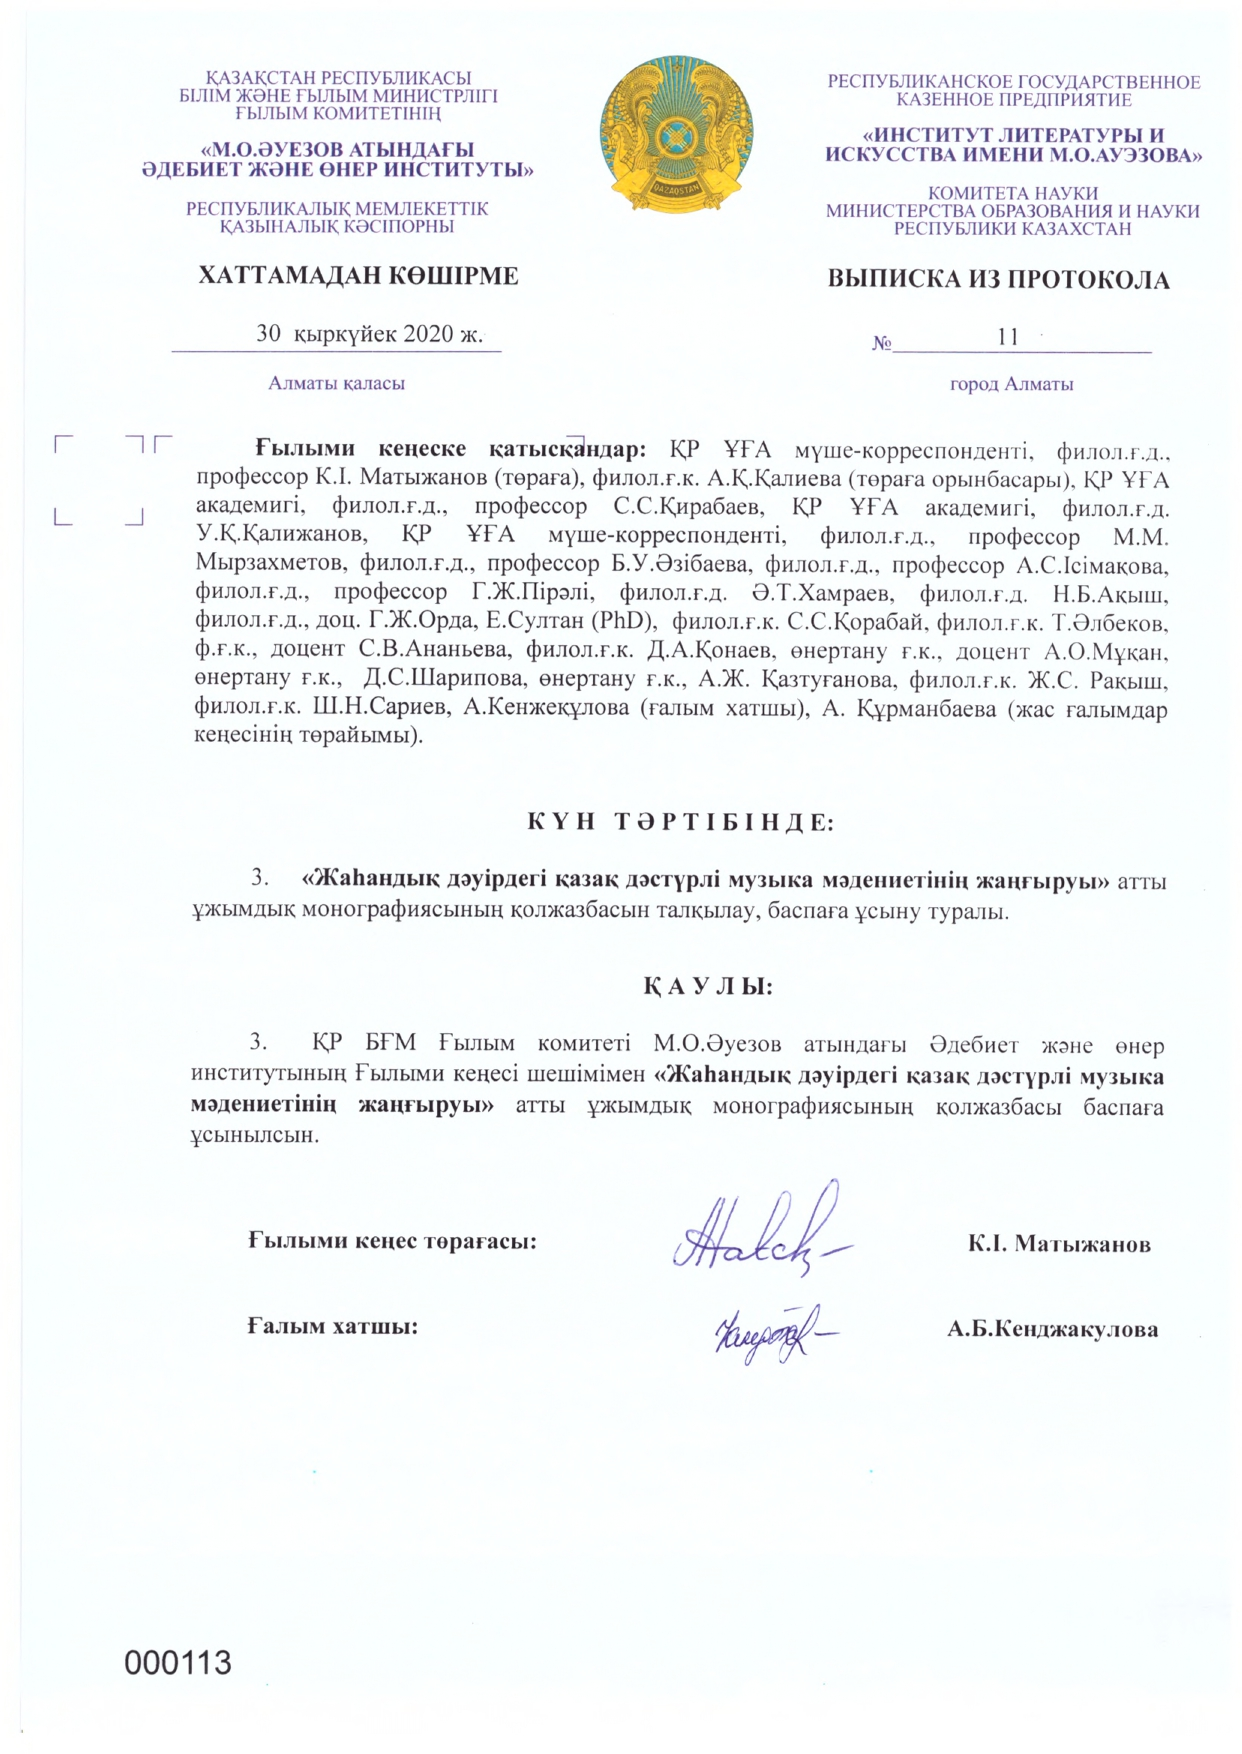 ҚАЗАҚСТАН РЕСПУБЛИКАСЫ
БІЛІМ ЖӘНЕ ҒЫЛЫМ МИНИСТРЛІГІ
ҒЫЛЫМ КОМИТЕТІНІҢ
«М.О.ӘУЕЗОВ АТЫНДАҒЫ
ӘДЕБИЕТ ЖӘНЕ ӨНЕР ИНСТИТУТЫ»
РЕСПУБЛИКАЛЫҚ МЕМЛЕКЕТТІК
ҚАЗЫНАЛЫҚ КӘСІПОРНЫ
ХАТТАМАДАН КӨШІРМЕ
30 қыркүйек 2020 ж.
Алматы қаласы
QAZAQSTAN
РЕСПУБЛИКАНСКОЕ ГОСУДАРСТВЕННОЕ
КАЗЕННОЕ ПРЕДПРИЯТИЕ
«ИНСТИТУТ ЛИТЕРАТУРЫ И
ИСКУССТВА ИМЕНИ М.О.АУЭЗОВА»
КОМИТЕТА НАУКИ
МИНИСТЕРСТВА ОБРАЗОВАНИЯ И НАУКИ
РЕСПУБЛИКИ КАЗАХСТАН
ВЫПИСКА ИЗ ПРОТОКОЛА
№ 11
город Алматы
Ғылыми кеңеске қатысқандар: ҚР ҰҒА мүше-корреспонденті, филол.ғ.д.,
профессор К.І. Матыжанов (төраға), филол.ғ.к. А.Қ.Қалиева (төраға орынбасары), ҚР ҰҒА
академигі, филол.ғ.д., профессор С.С.Қирабаев, ҚР ҰҒА академигі, филол.ғ.д.
У.Қ.Қалижанов, ҚР ҰҒА мүше-корреспонденті, филол.ғ.д., профессор М.М.
Мырзахметов, филол.ғ.д., профессор Б.У.Әзібаева, филол.ғ.д., профессор А.С.Ісімақова,
филол.ғ.д., профессор Г.Ж.Пірәлі, филол.ғ.д. Ә.Т.Хамраев, филол.ғ.д. Н.Б.Ақыш,
филол.ғ.д., доц. Г.Ж.Орда, Е.Султан (PhD), филол.ғ.к. С.С.Қорабай, филол.ғ.к. Т.Әлбеков,
ф.ғ.к., доцент С.В.Ананьева, филол.ғ.к. Д.А.Қонаев, өнертану ғ.к., доцент А.О.Мұқан,
өнертану ғ.к., Д.С.Шарипова, өнертану ғ.к., А.Ж. Қазтуғанова, филол.ғ.к. Ж.С. Рақыш,
филол.ғ.к. Ш.Н.Сариев, А.Кенжеқұлова (ғалым хатшы), А. Құрманбаева (жас ғалымдар
кеңесінің төрайымы).
К Ү Н Т Ә Р Т І Б І Н Д Е:
3. «Жаһандық дәуірдегі қазақ дәстүрлі музыка мәдениетінің жаңғыруы» атты
ұжымдық монографиясының қолжазбасын талқылау, баспаға ұсыну туралы.
Қ А У Л Ы:
3. ҚР БҒМ Ғылым комитеті М.О.Әуезов атындағы Әдебиет және өнер
институтының Ғылыми кеңесі шешімімен «Жаһандық дәуірдегі қазақ дәстүрлі музыка
мәдениетінің жаңғыруы» атты ұжымдық монографиясының қолжазбасы баспаға
ұсынылсын.
Ғылыми кеңес төрағасы: К.І. Матыжанов
Ғалым хатшы: А.Б.Кенджакулова
000113